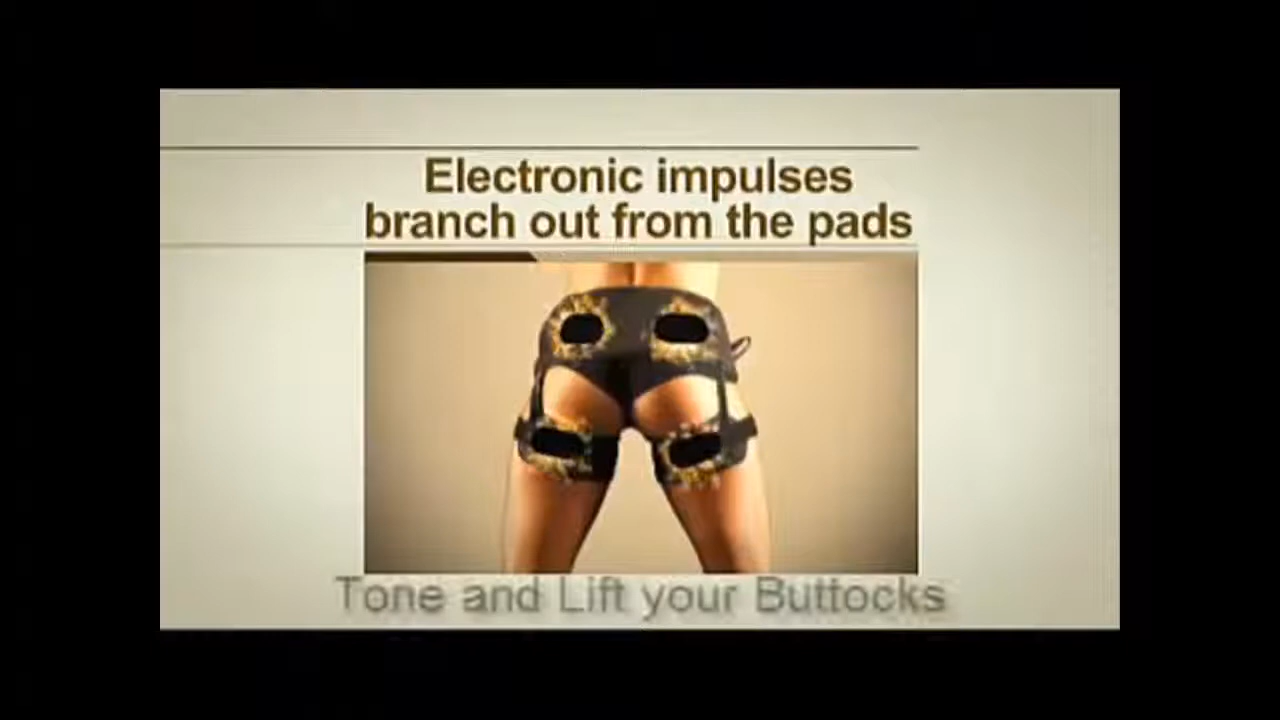 Electronic impulses
branch out from the pads
Tone and Lift your Buttocks